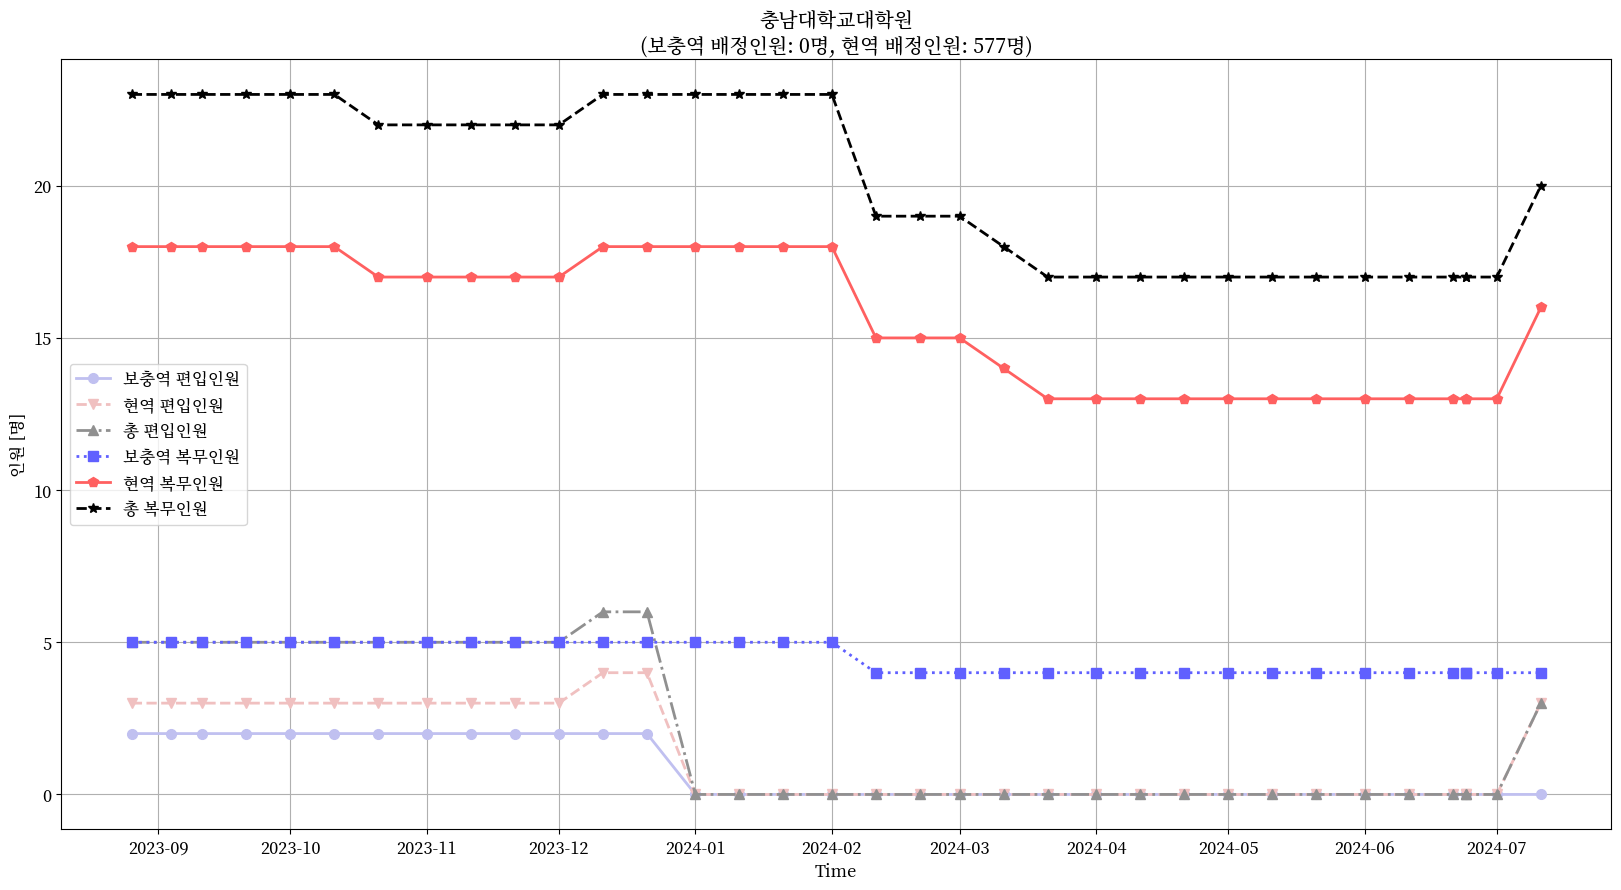 충남대학교대학원
(보충역 배정인원: 0명, 현역 배정인원: 577명)
인원 [명]
20
15
10
5
0
보충역 편입인원
현역 편입인원
총 편입인원
보충역 복무인원
현역 복무인원
총 복무인원
2023-09
2023-10
2023-11
2023-12
2024-01
2024-02
2024-03
2024-04
2024-05
2024-06
2024-07
Time